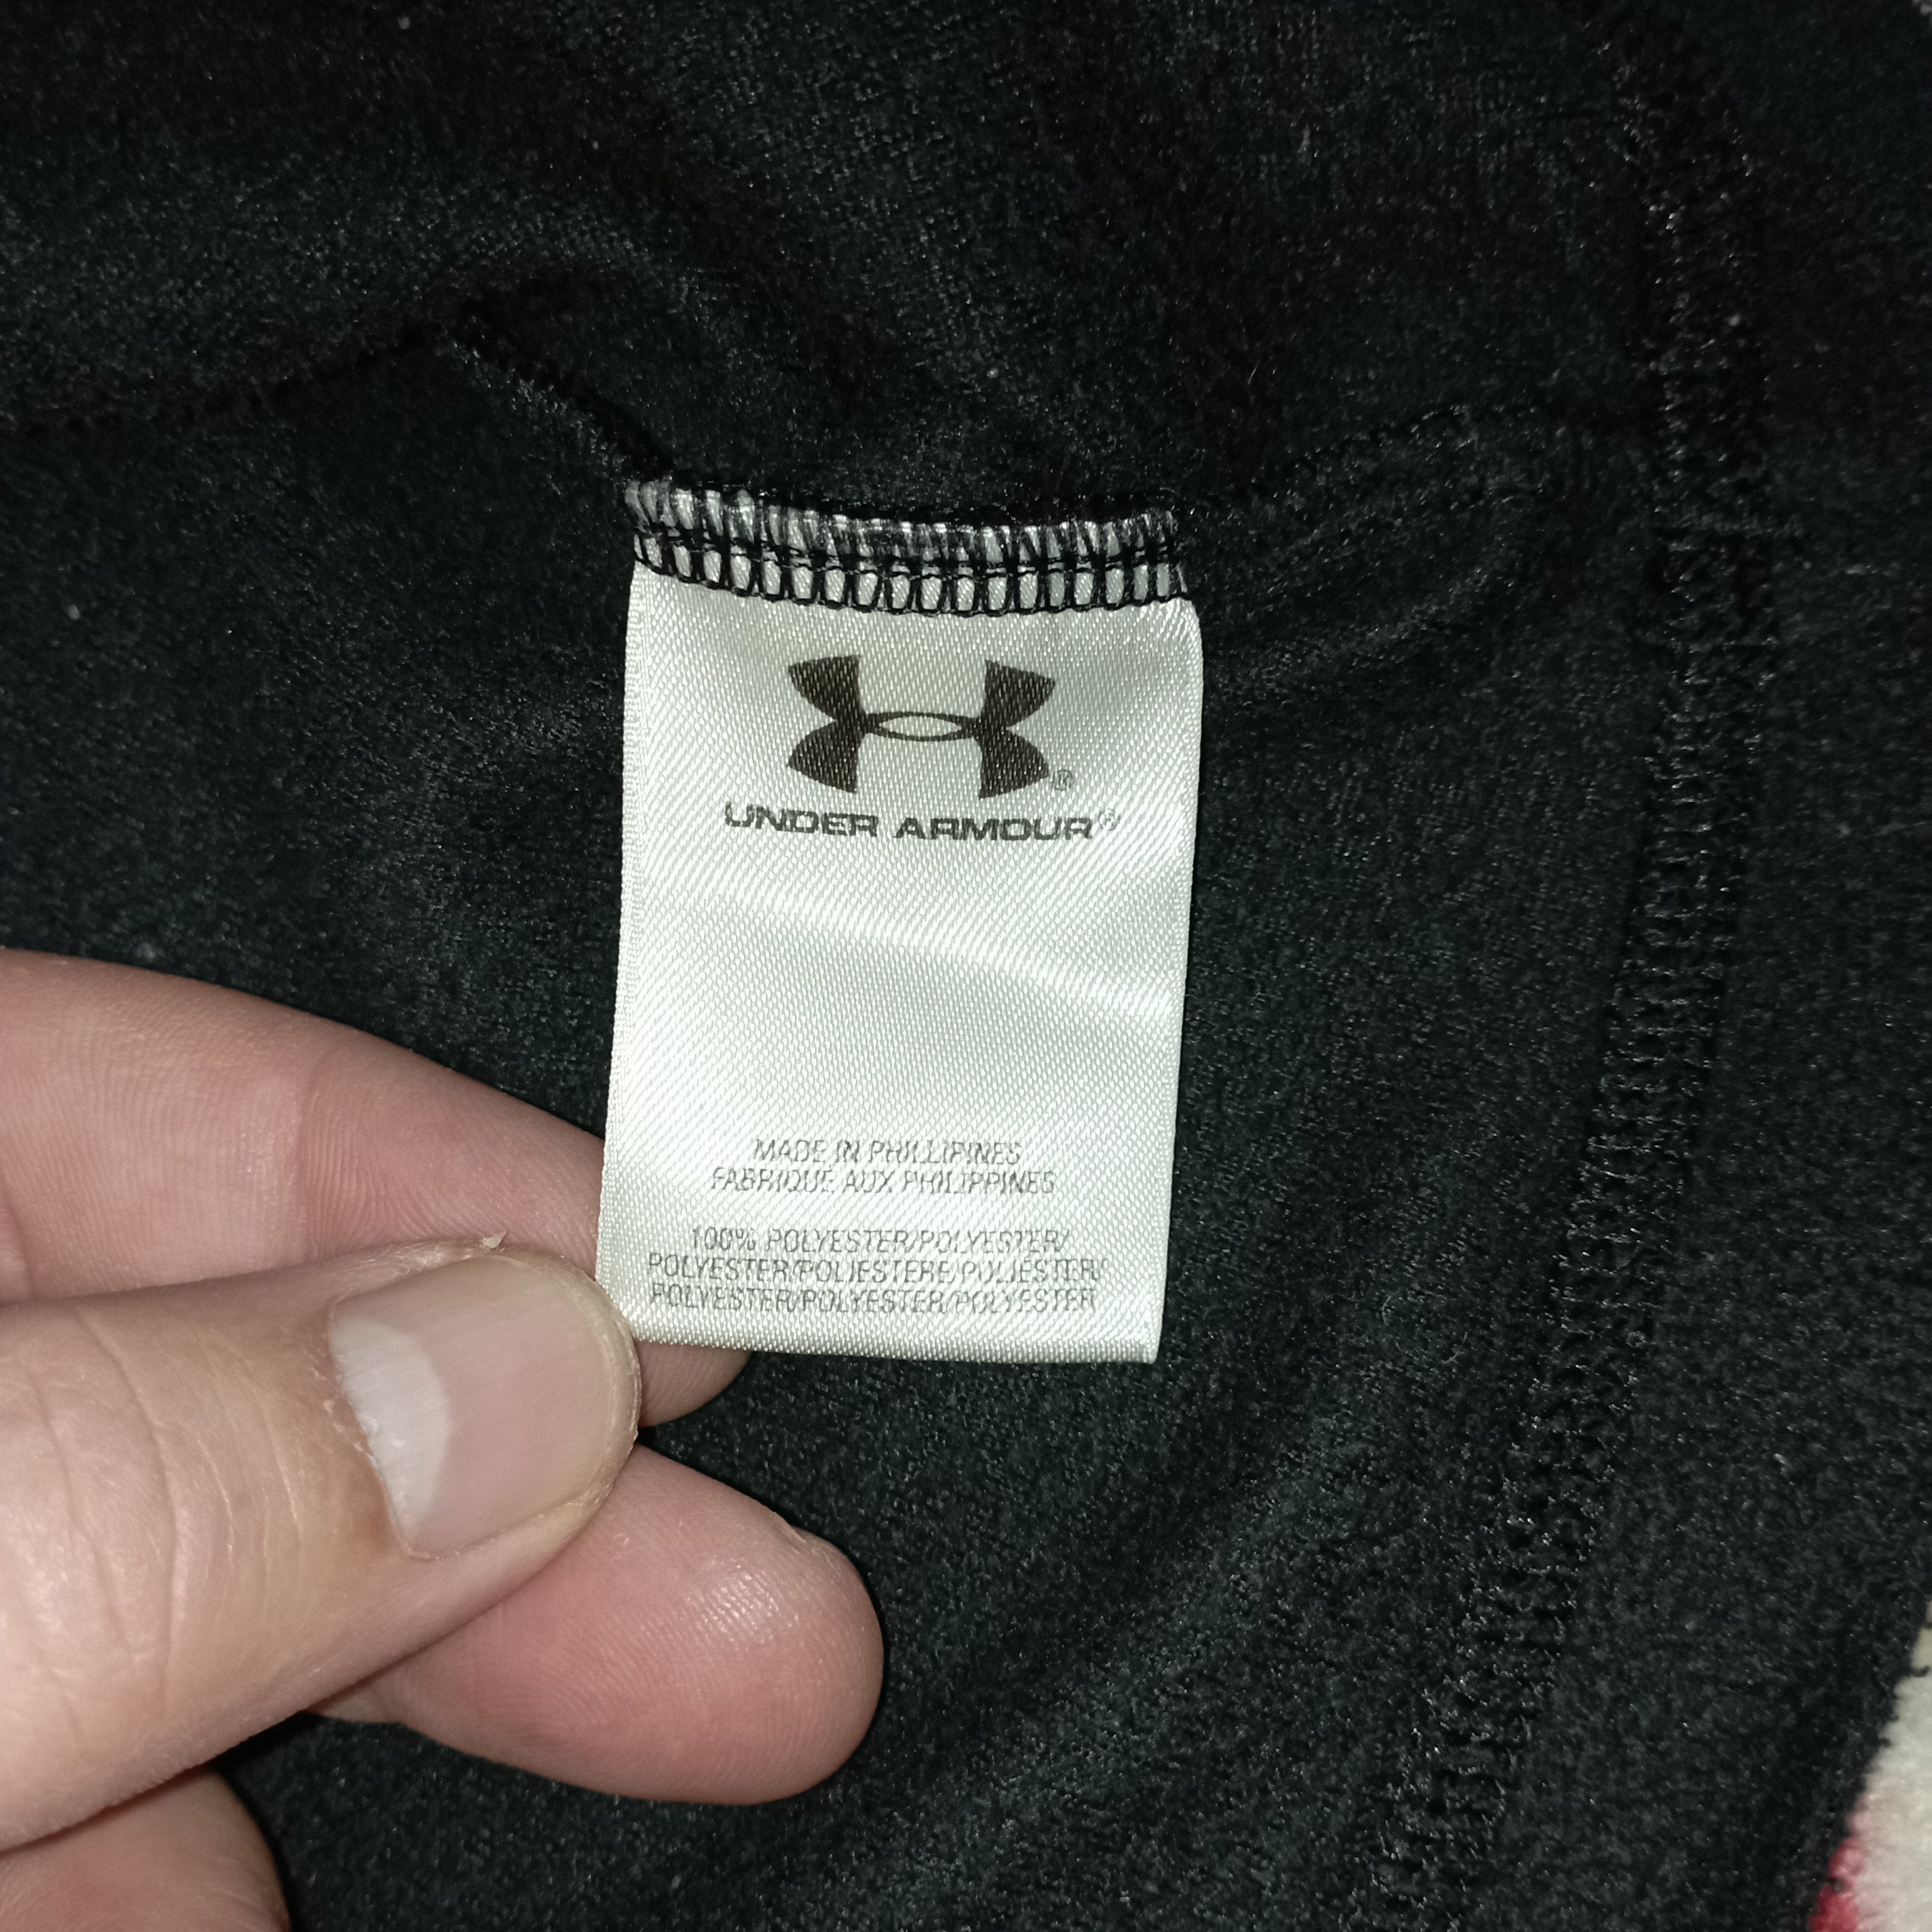 ®
UNDER ARMOUR®
MADE IN PHILLIPINES
FABRIQUE AUX PHILIPPINES
100% POLYESTER/POLYESTER/
POLYESTER/POLIESTERE/POLIÉSTER/
POLYESTER/POLYESTER/POLYESTER